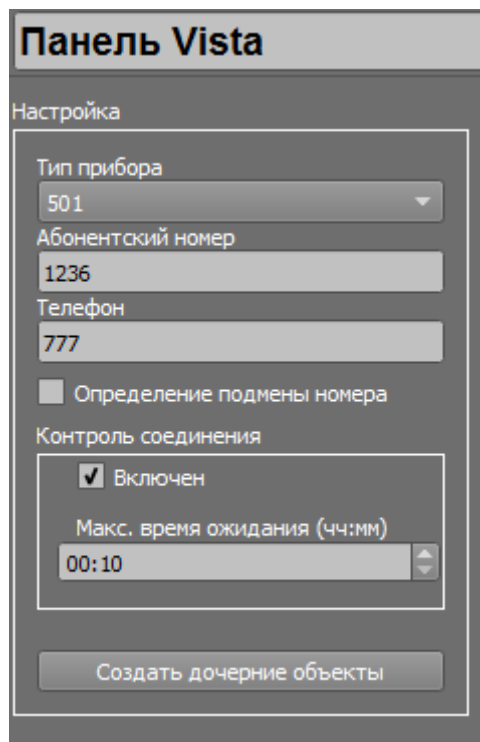 Панель Vista
Настройка
Тип прибора
501
Абонентский номер
1236
Телефон
777
Определение подмены номера
Контроль соединения
Включен
Макс. время ожидания (чч:мм)
00:10
Создать дочерние объекты